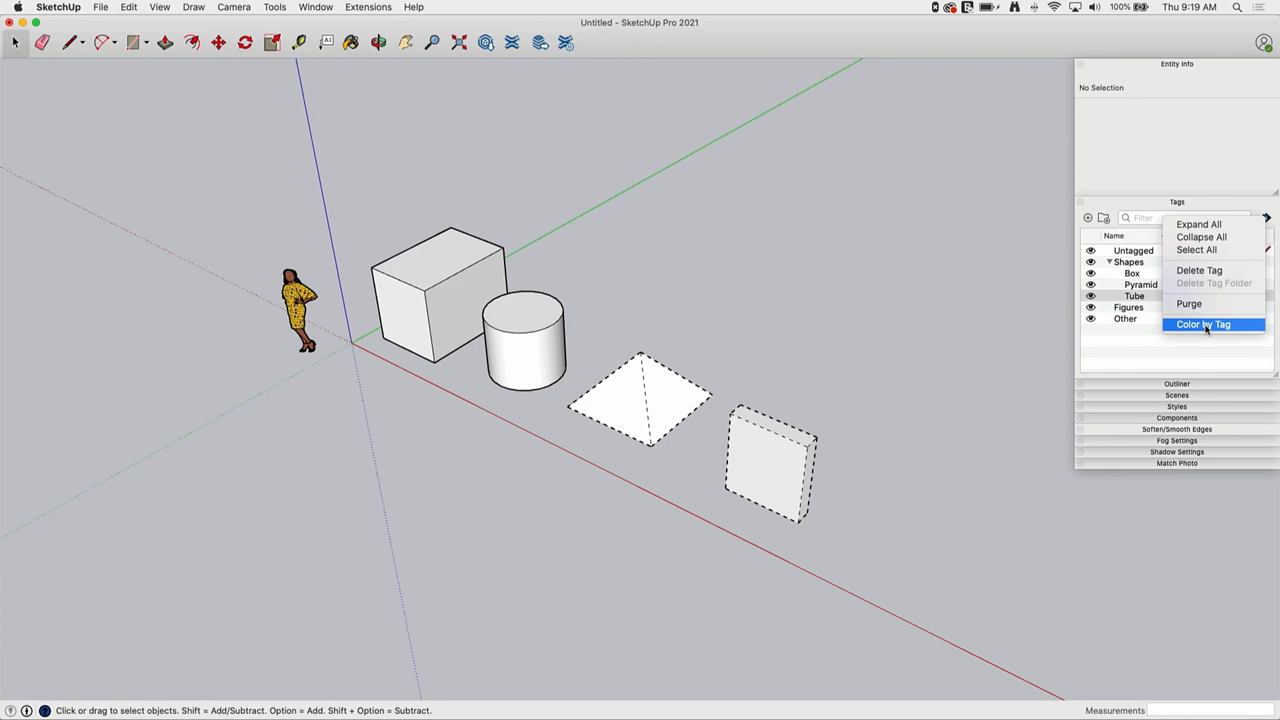 SketchUp File Edit View Draw Camera Tools Window Extensions Help 100% Thu 9:19 AM
Untitled - SketchUp Pro 2021
A1
Entity Info
No Selection
Tags
Filter
Name
Untagged
Shapes
Box
Pyramid
Tube
Figures
Other
Expand All
Collapse All
Select All
Delete Tag
Delete Tag Folder
Purge
Color by Tag
Outliner
Scenes
Styles
Components
Soften/Smooth Edges
Fog Settings
Shadow Settings
Match Photo
Click or drag to select objects. Shift = Add/Subtract. Option = Add. Shift + Option = Subtract.
Measurements